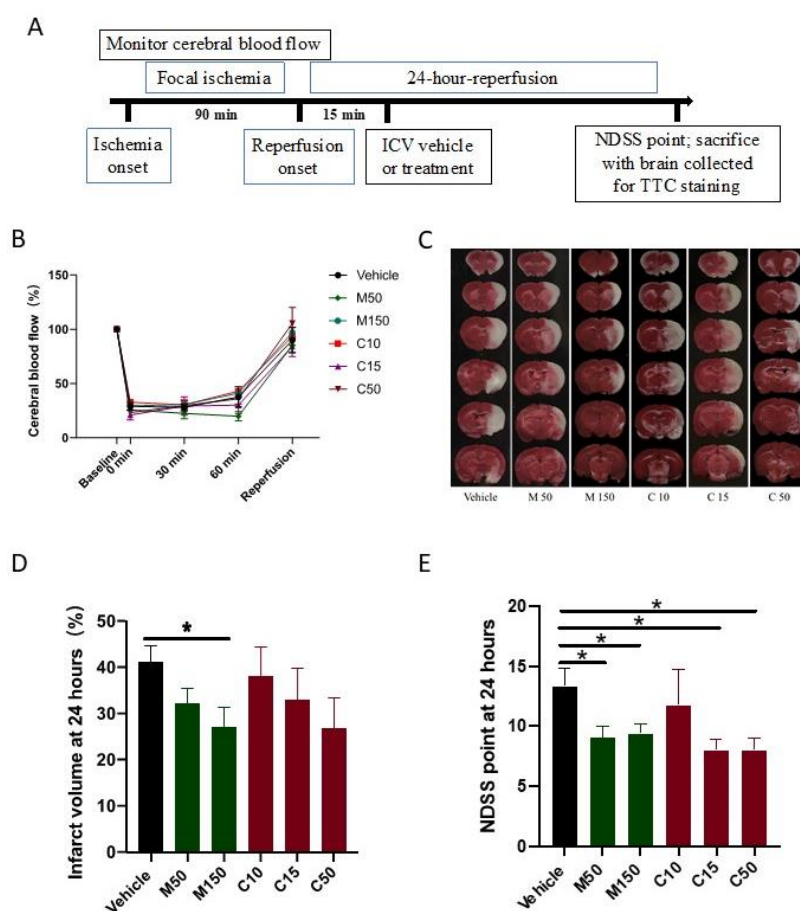 A
Monitor cerebral blood flow
Focal ischemia
24-hour-reperfusion
90 min
15 min
Ischemia
onset
Reperfusion
onset
ICV vehicle
or treatment
NDSS point; sacrifice
with brain collected
for TTC staining
B
Cerebral blood flow (%)
150
100
50
0
Baseline
0 min
30 min
60 min
Reperfusion
Vehicle
M50
M150
C10
C15
C50
C
Vehicle
M 50
M 150
C 10
C 15
C 50
D
Infarct volume at 24 hours (%)
50
40
30
20
10
0
*
Vehicle
M50
M150
C10
C15
C50
E
NDSS point at 24 hours
20
15
10
5
0
*
*
*
*
Vehicle
M50
M150
C10
C15
C50